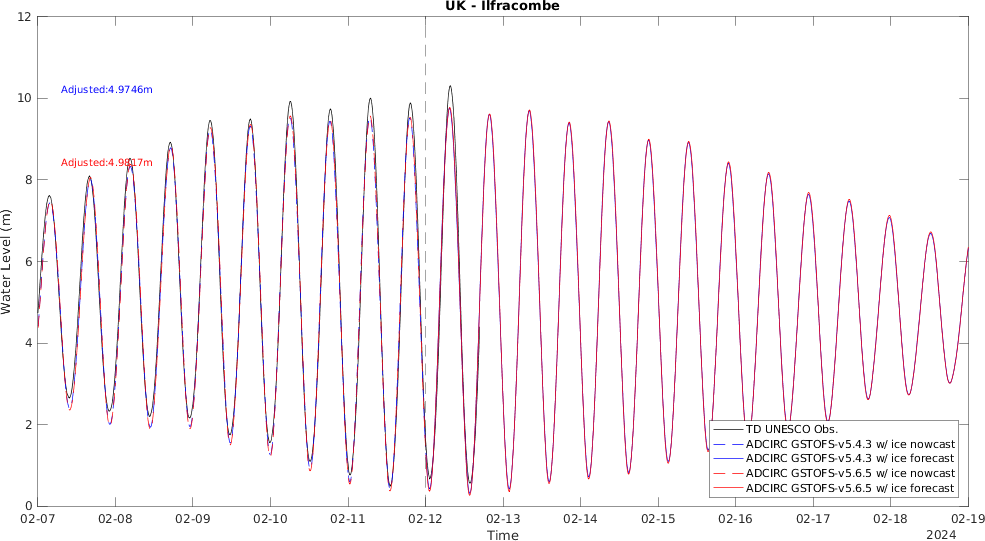 UK - Ilfracombe
12
10
8
6
4
2
0
Water Level (m)
Adjusted:4.9746m
Adjusted:4.9817m
TD UNESCO Obs.
ADCIRC GSTOFS-v5.4.3 w/ ice nowcast
ADCIRC GSTOFS-v5.4.3 w/ ice forecast
ADCIRC GSTOFS-v5.6.5 w/ ice nowcast
ADCIRC GSTOFS-v5.6.5 w/ ice forecast
02-07 02-08 02-09 02-10 02-11 02-12 02-13 02-14 02-15 02-16 02-17 02-18 02-19
Time
2024